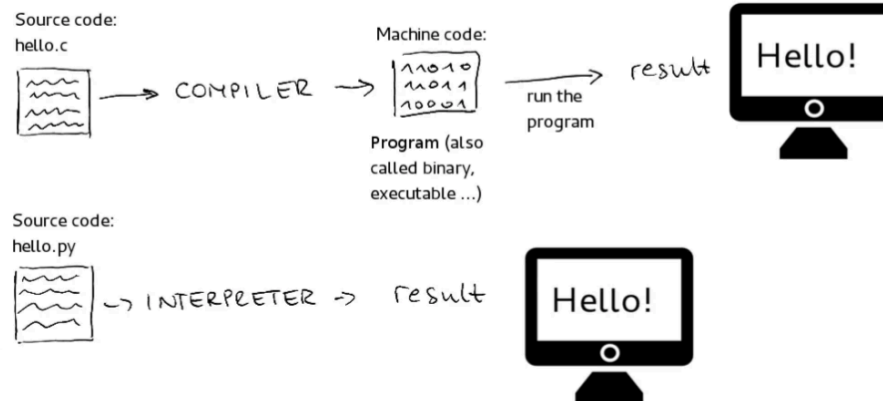 Source code:
hello.c
COMPILER
Machine code:
11010
11011
10001
Program (also
called binary,
executable ...)
run the
program
result
Hello!
Source code:
hello.py
INTERPRETER
result
Hello!